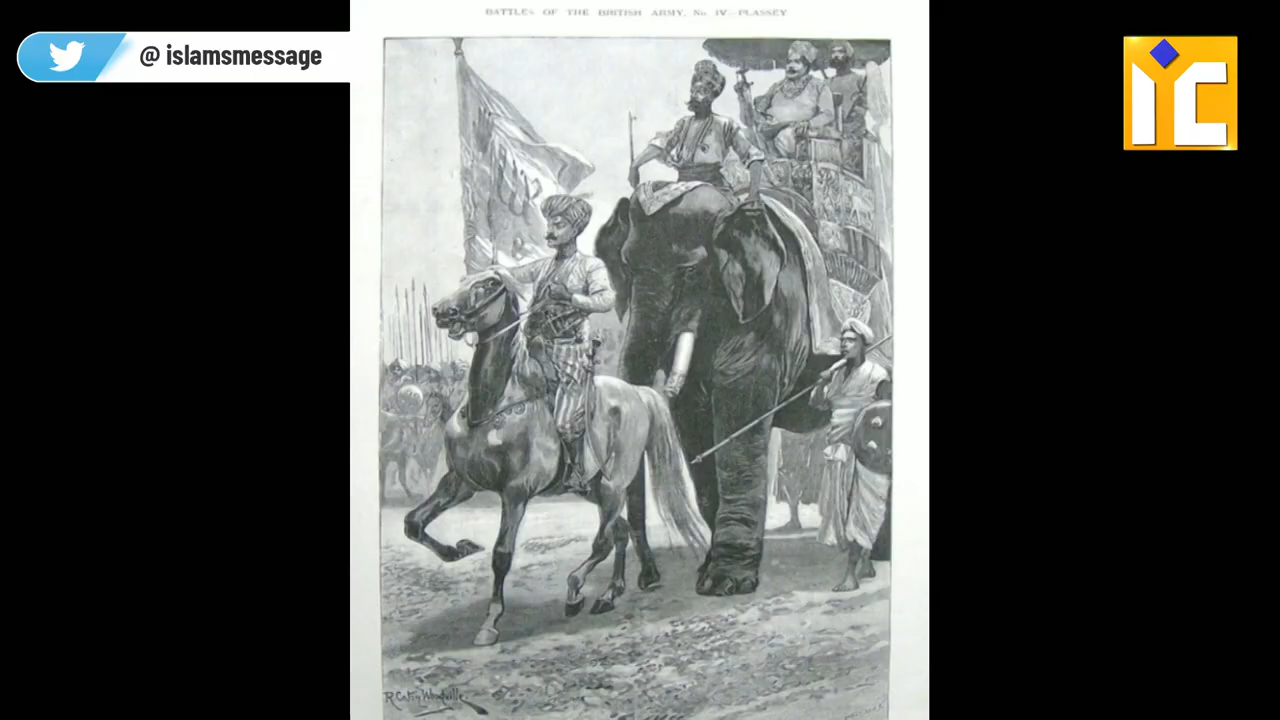 BATTLES OF THE BRITISH ARMY, No. IV. PLASSEY
@ islamsmessage
R. Caton Woodville